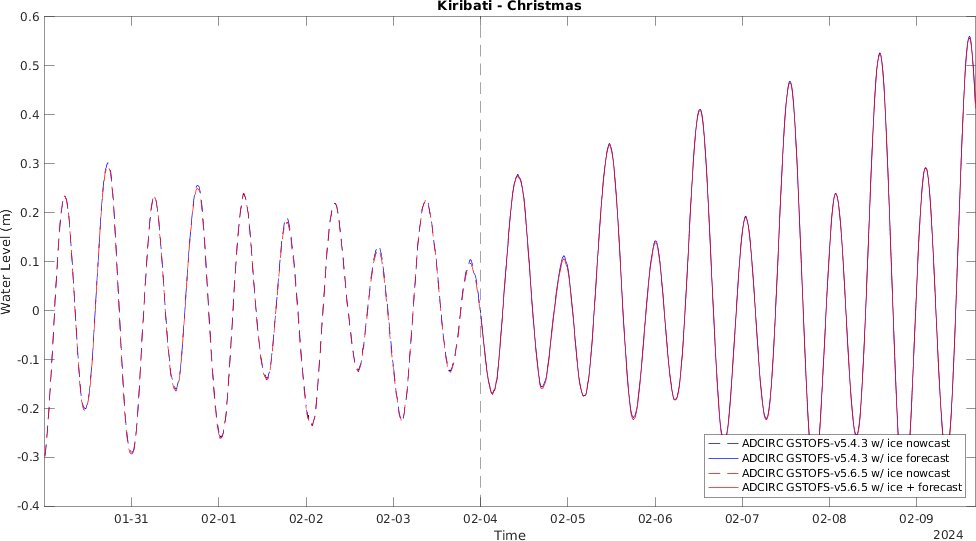 Kiribati - Christmas
0.6
0.5
0.4
0.3
0.2
0.1
0
-0.1
-0.2
-0.3
-0.4
Water Level (m)
ADCIRC GSTOFS-v5.4.3 w/ ice nowcast
ADCIRC GSTOFS-v5.4.3 w/ ice forecast
ADCIRC GSTOFS-v5.6.5 w/ ice nowcast
ADCIRC GSTOFS-v5.6.5 w/ ice + forecast
01-31 02-01 02-02 02-03 02-04 02-05 02-06 02-07 02-08 02-09
Time
2024